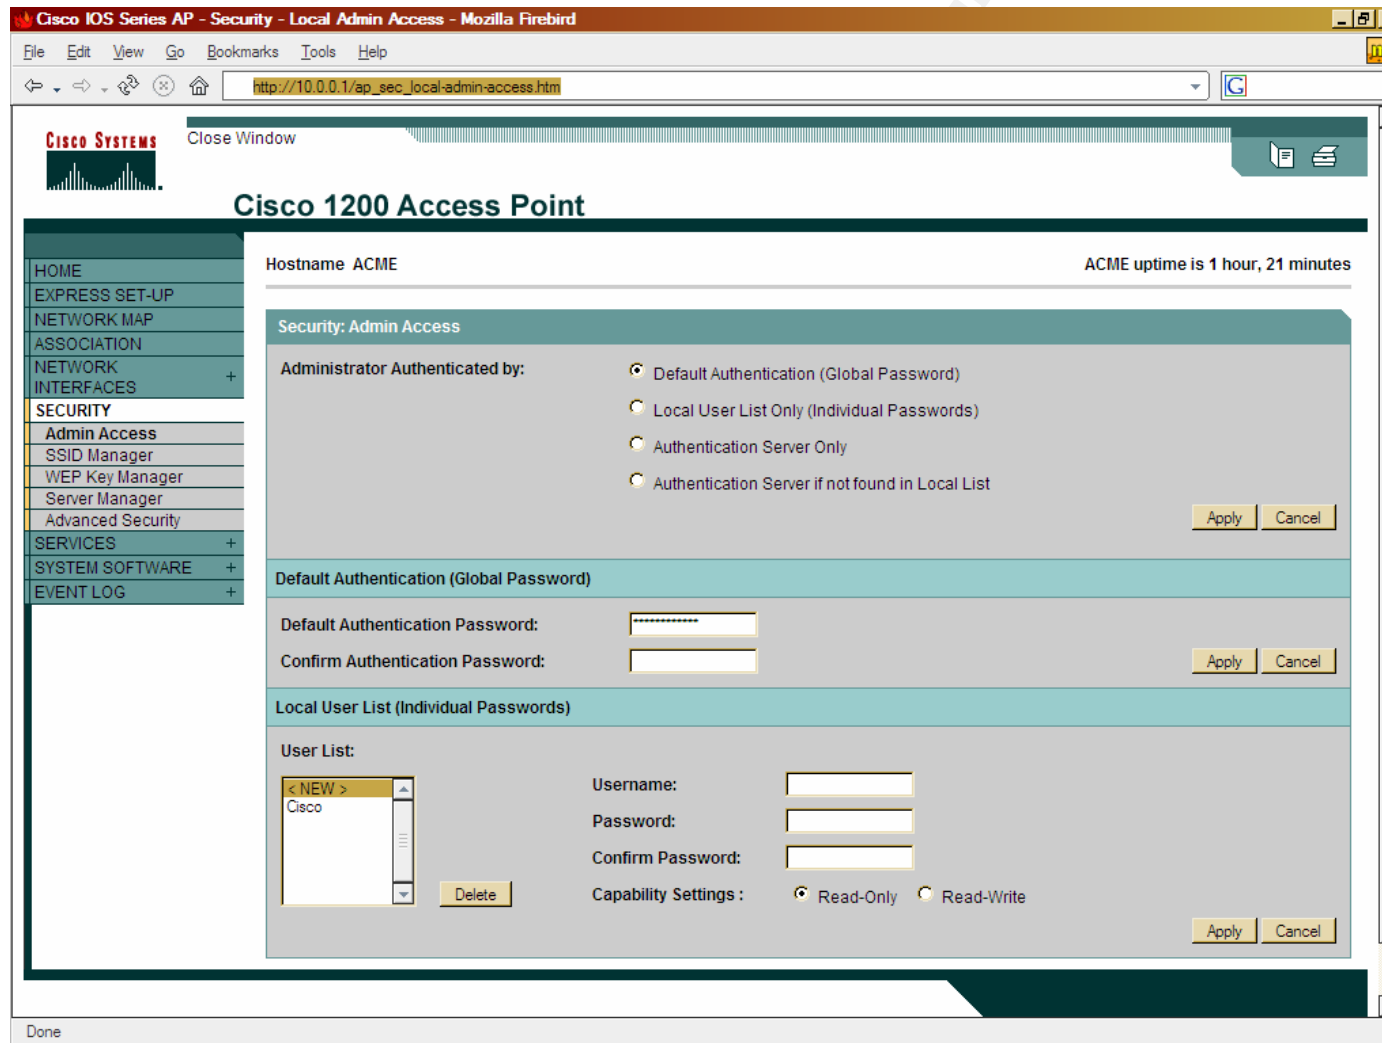 Cisco IOS Series AP - Security - Local Admin Access - Mozilla Firebird
File Edit View Go Bookmarks Tools Help
http://10.0.0.1/ap_sec_local-admin-access.htm
G
CISCO SYSTEMS
Close Window
Cisco 1200 Access Point
HOME
EXPRESS SET-UP
NETWORK MAP
ASSOCIATION
NETWORK
INTERFACES +
SECURITY
Admin Access
SSID Manager
WEP Key Manager
Server Manager
Advanced Security
SERVICES +
SYSTEM SOFTWARE +
EVENT LOG +
Hostname ACME
ACME uptime is 1 hour, 21 minutes
Security: Admin Access
Administrator Authenticated by:
Default Authentication (Global Password)
Local User List Only (Individual Passwords)
Authentication Server Only
Authentication Server if not found in Local List
Apply Cancel
Default Authentication (Global Password)
Default Authentication Password: ************
Confirm Authentication Password:
Apply Cancel
Local User List (Individual Passwords)
User List:
< NEW >
Cisco
Delete
Username:
Password:
Confirm Password:
Capability Settings : Read-Only Read-Write
Apply Cancel
Done